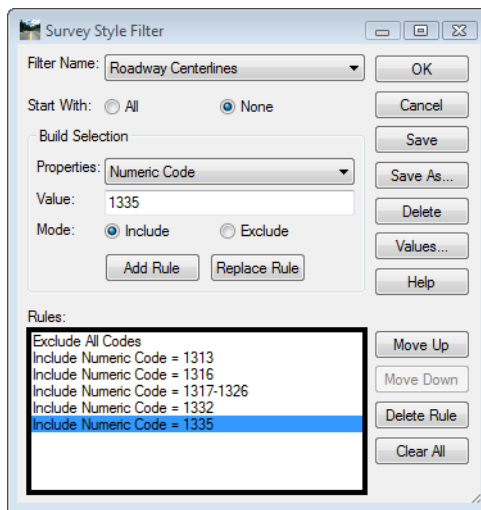 Survey Style Filter
Filter Name: Roadway Centerlines OK
Start With: All None Cancel
Build Selection Save
Properties: Numeric Code Save As...
Value: 1335 Delete
Mode: Include Exclude Values...
Add Rule Replace Rule Help
Rules:
Exclude All Codes Move Up
Include Numeric Code = 1313
Include Numeric Code = 1316 Move Down
Include Numeric Code = 1317-1326
Include Numeric Code = 1332 Delete Rule
Include Numeric Code = 1335
Clear All